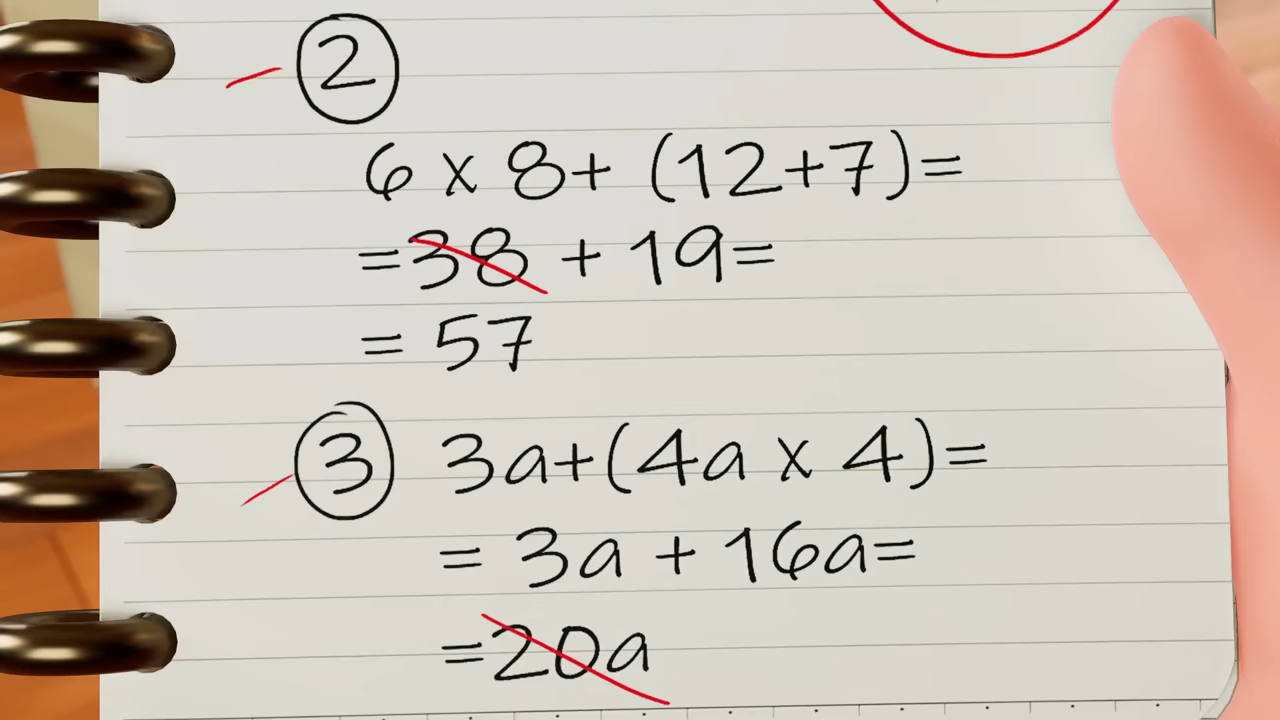 2
6 x 8+ (12+7)=
=38 + 19=
= 57
3 3a+(4a x 4)=
= 3a + 16a=
=20a